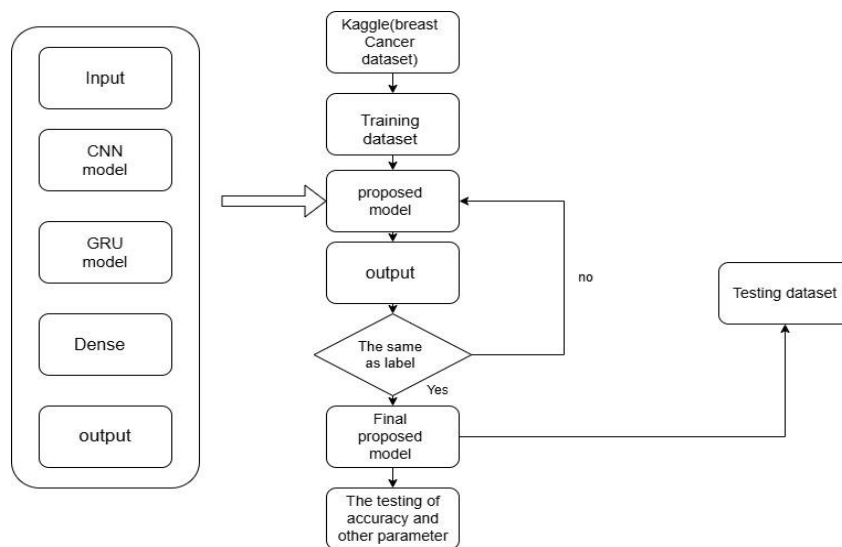 Input
CNN
model
GRU
model
Dense
output
Kaggle(breast
Cancer
dataset)
Training
dataset
proposed
model
output
The same
as label
no
Yes
Final
proposed
model
The testing of
accuracy and
other parameter
Testing dataset